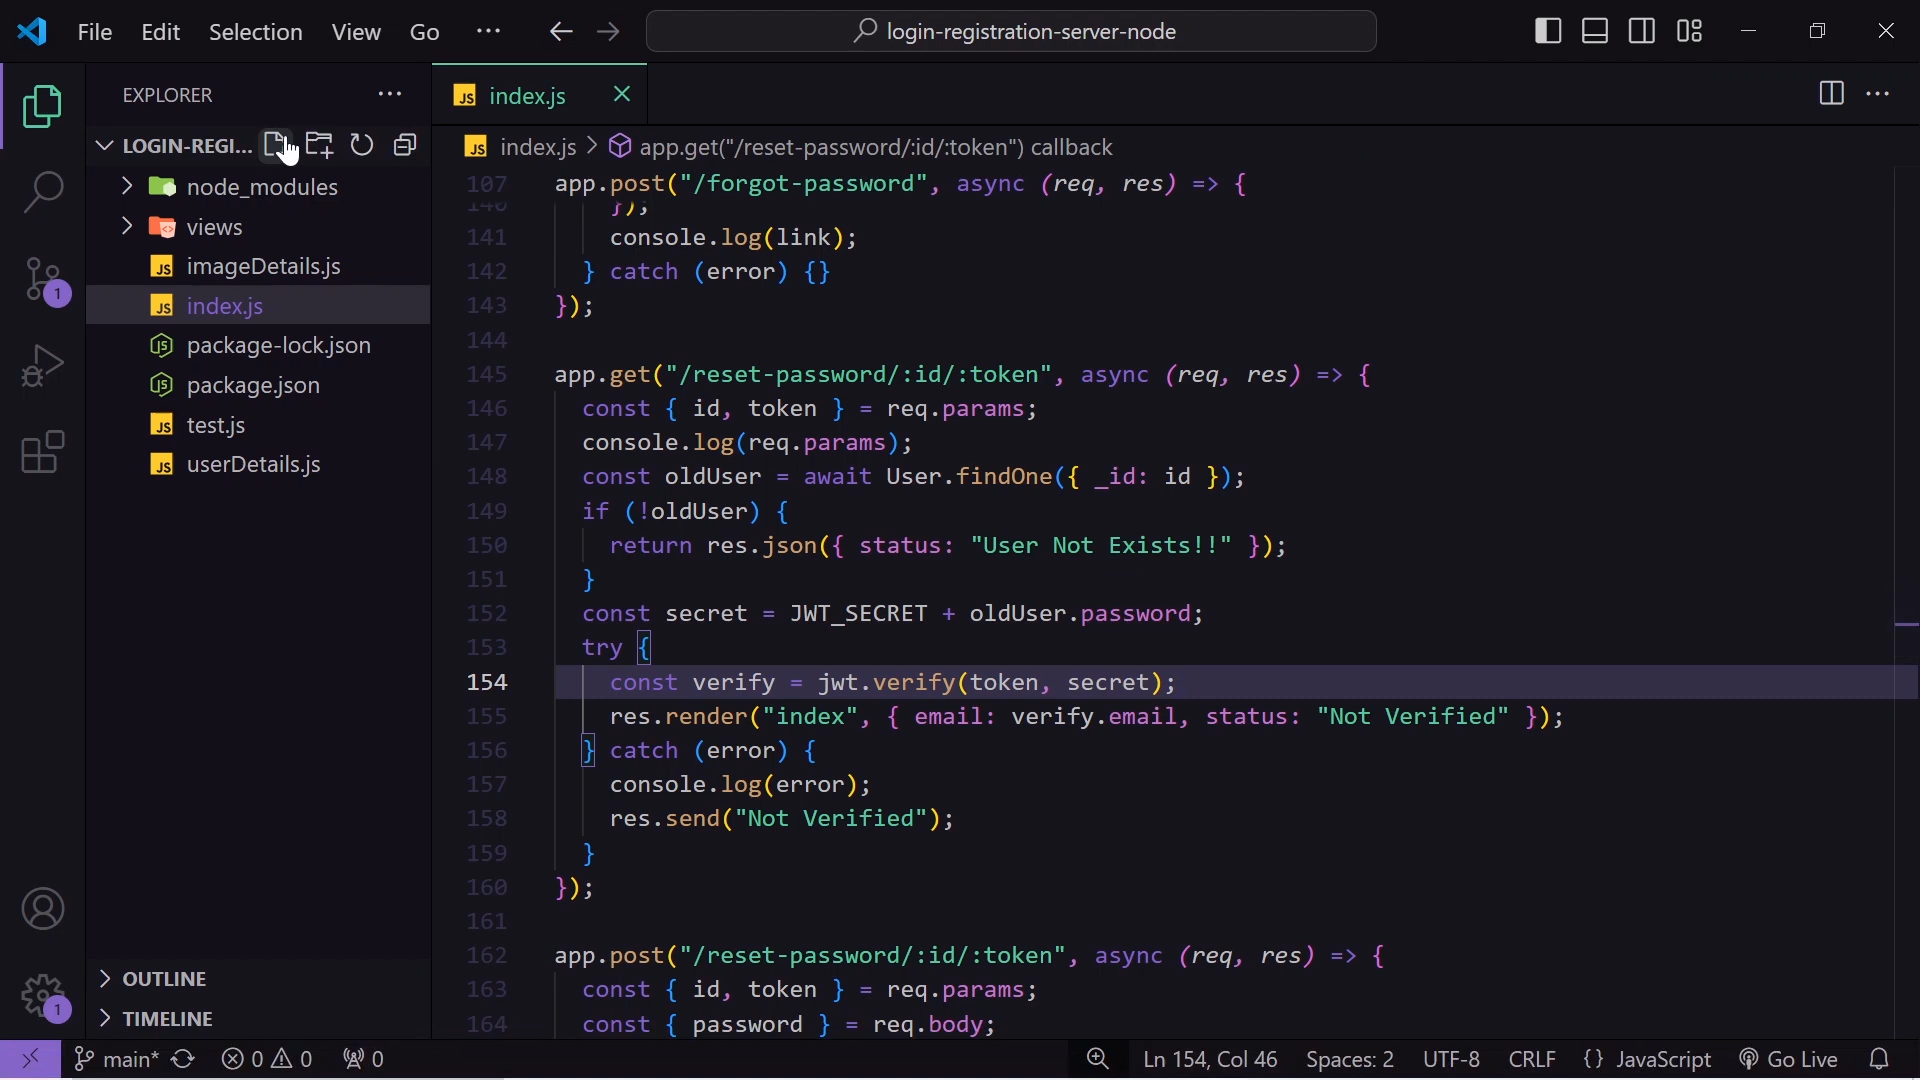 File Edit Selection View Go ··· login-registration-server-node
EXPLORER ···
LOGIN-REGI...
node_modules
views
JS imageDetails.js
JS index.js
package-lock.json
package.json
JS test.js
JS userDetails.js
OUTLINE
TIMELINE
JS index.js
JS index.js > app.get("/reset-password/:id/:token") callback
107 app.post("/forgot-password", async (req, res) => {
140 });
141 console.log(link);
142 } catch (error) {}
143 });
144
145 app.get("/reset-password/:id/:token", async (req, res) => {
146 const { id, token } = req.params;
147 console.log(req.params);
148 const oldUser = await User.findOne({ _id: id });
149 if (!oldUser) {
150 return res.json({ status: "User Not Exists!!" });
151 }
152 const secret = JWT_SECRET + oldUser.password;
153 try {
154 const verify = jwt.verify(token, secret);
155 res.render("index", { email: verify.email, status: "Not Verified" });
156 } catch (error) {
157 console.log(error);
158 res.send("Not Verified");
159 }
160 });
161
162 app.post("/reset-password/:id/:token", async (req, res) => {
163 const { id, token } = req.params;
164 const { password } = req.body;
1
1
main* 0 0 0 Ln 154, Col 46 Spaces: 2 UTF-8 CRLF {} JavaScript Go Live